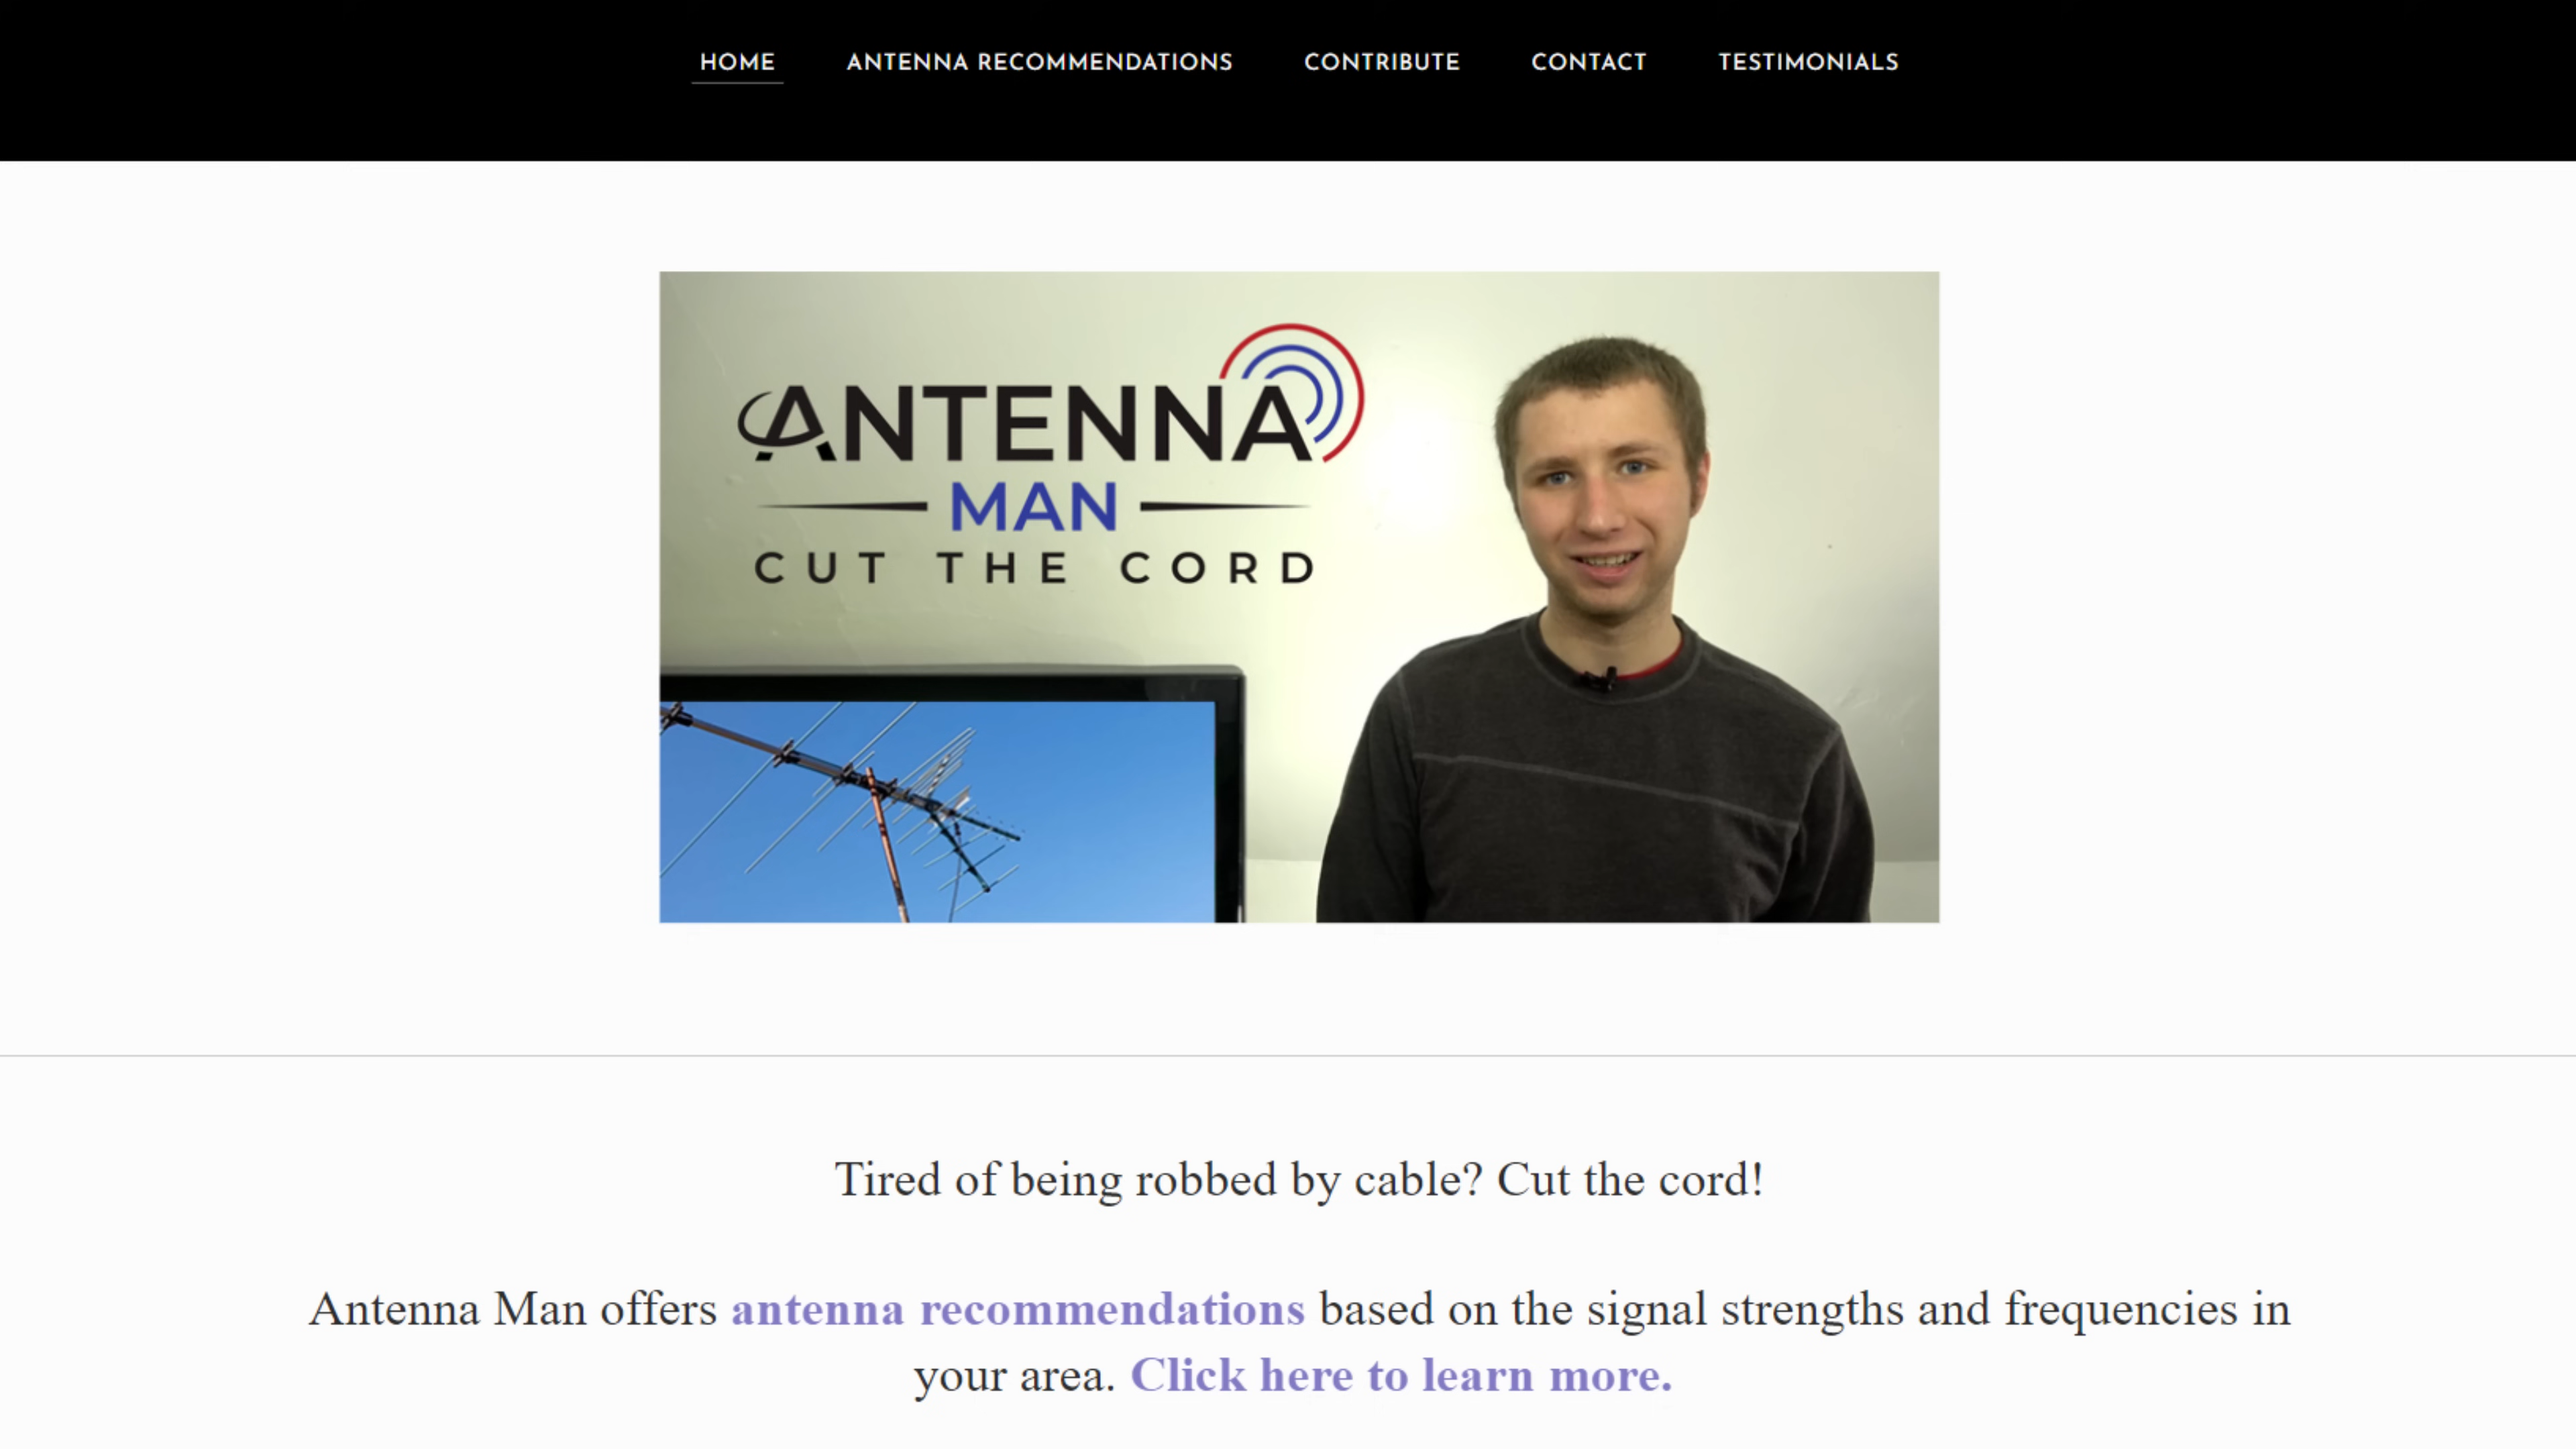 HOME ANTENNA RECOMMENDATIONS CONTRIBUTE CONTACT TESTIMONIALS
ANTENNA
MAN
CUT THE CORD
Tired of being robbed by cable? Cut the cord!
Antenna Man offers antenna recommendations based on the signal strengths and frequencies in
your area. Click here to learn more.